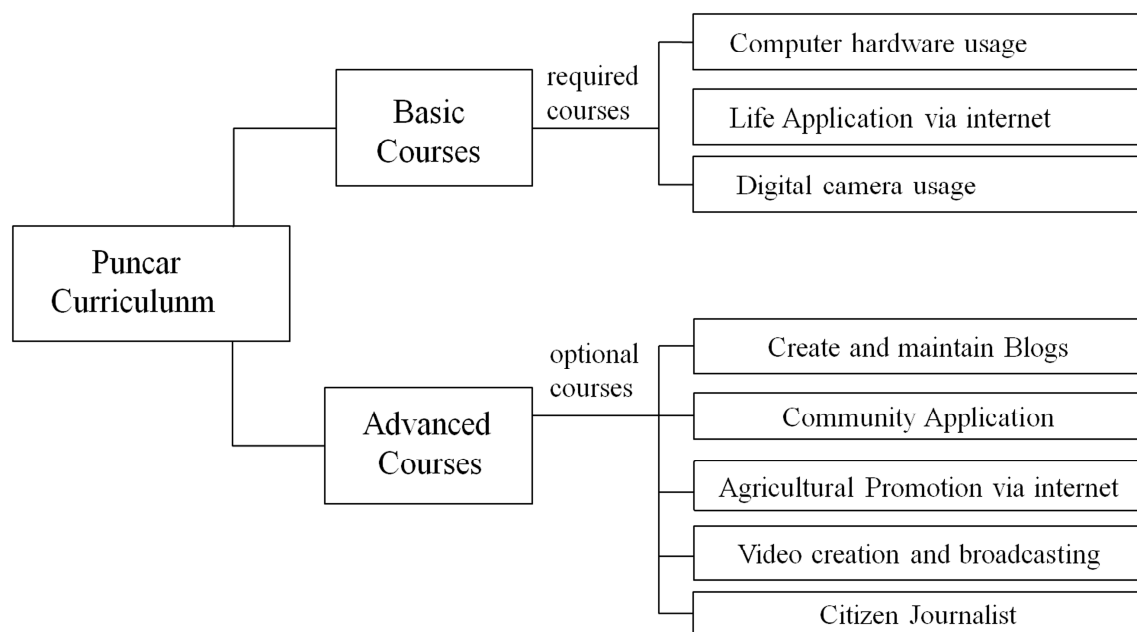 Puncar
Curriculunm
Basic
Courses
required
courses
Computer hardware usage
Life Application via internet
Digital camera usage
Advanced
Courses
optional
courses
Create and maintain Blogs
Community Application
Agricultural Promotion via internet
Video creation and broadcasting
Citizen Journalist